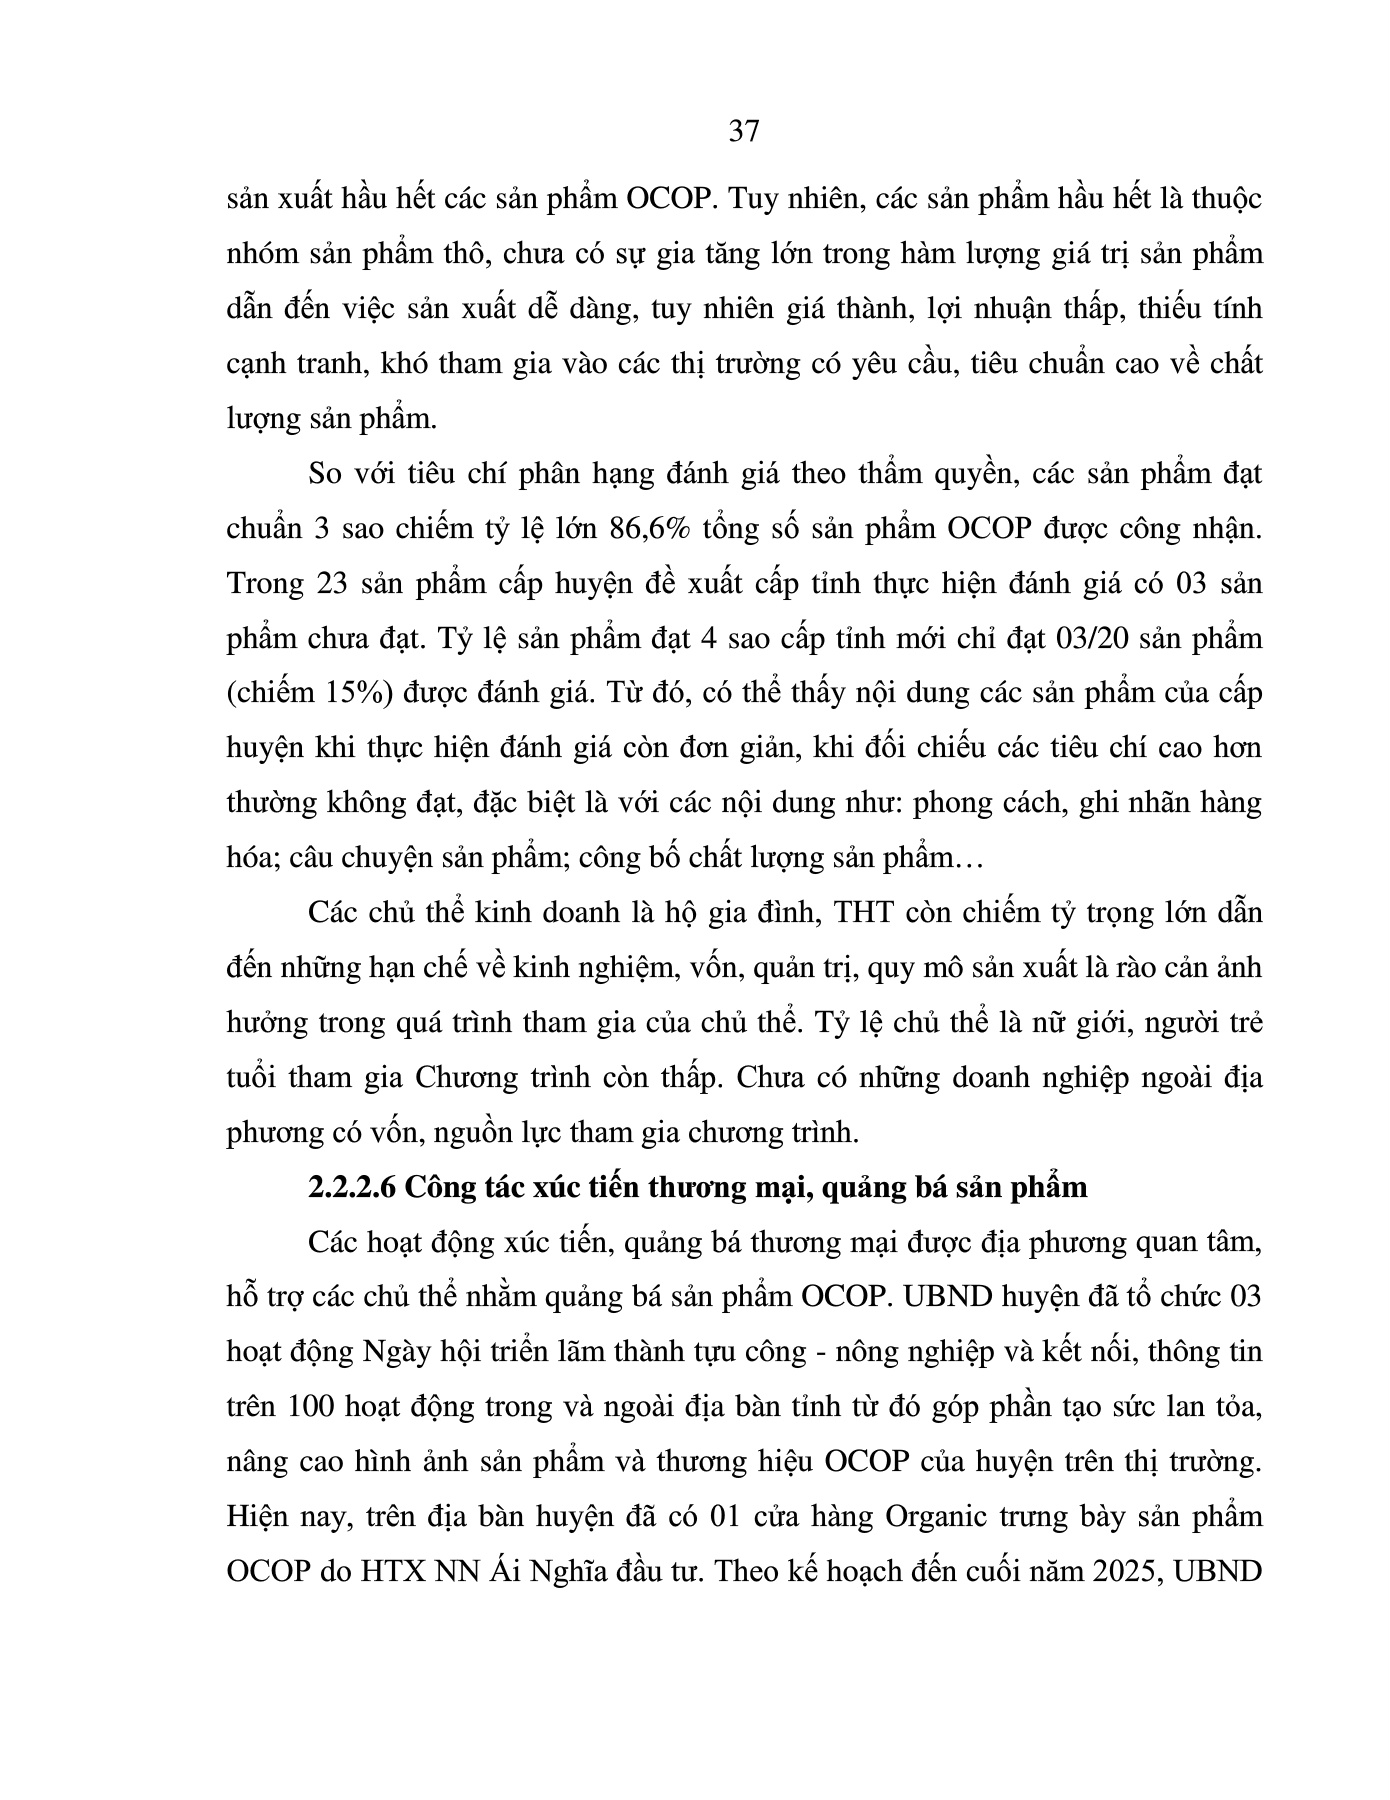 37
sản xuất hầu hết các sản phẩm OCOP. Tuy nhiên, các sản phẩm hầu hết là thuộc
nhóm sản phẩm thô, chưa có sự gia tăng lớn trong hàm lượng giá trị sản phẩm
dẫn đến việc sản xuất dễ dàng, tuy nhiên giá thành, lợi nhuận thấp, thiếu tính
cạnh tranh, khó tham gia vào các thị trường có yêu cầu, tiêu chuẩn cao về chất
lượng sản phẩm.
So với tiêu chí phân hạng đánh giá theo thẩm quyền, các sản phẩm đạt
chuẩn 3 sao chiếm tỷ lệ lớn 86,6% tổng số sản phẩm OCOP được công nhận.
Trong 23 sản phẩm cấp huyện đề xuất cấp tỉnh thực hiện đánh giá có 03 sản
phẩm chưa đạt. Tỷ lệ sản phẩm đạt 4 sao cấp tỉnh mới chỉ đạt 03/20 sản phẩm
(chiếm 15%) được đánh giá. Từ đó, có thể thấy nội dung các sản phẩm của cấp
huyện khi thực hiện đánh giá còn đơn giản, khi đối chiếu các tiêu chí cao hơn
thường không đạt, đặc biệt là với các nội dung như: phong cách, ghi nhãn hàng
hóa; câu chuyện sản phẩm; công bố chất lượng sản phẩm…
Các chủ thể kinh doanh là hộ gia đình, THT còn chiếm tỷ trọng lớn dẫn
đến những hạn chế về kinh nghiệm, vốn, quản trị, quy mô sản xuất là rào cản ảnh
hưởng trong quá trình tham gia của chủ thể. Tỷ lệ chủ thể là nữ giới, người trẻ
tuổi tham gia Chương trình còn thấp. Chưa có những doanh nghiệp ngoài địa
phương có vốn, nguồn lực tham gia chương trình.
2.2.2.6 Công tác xúc tiến thương mại, quảng bá sản phẩm
Các hoạt động xúc tiến, quảng bá thương mại được địa phương quan tâm,
hỗ trợ các chủ thể nhằm quảng bá sản phẩm OCOP. UBND huyện đã tổ chức 03
hoạt động Ngày hội triển lãm thành tựu công - nông nghiệp và kết nối, thông tin
trên 100 hoạt động trong và ngoài địa bàn tỉnh từ đó góp phần tạo sức lan tỏa,
nâng cao hình ảnh sản phẩm và thương hiệu OCOP của huyện trên thị trường.
Hiện nay, trên địa bàn huyện đã có 01 cửa hàng Organic trưng bày sản phẩm
OCOP do HTX NN Ái Nghĩa đầu tư. Theo kế hoạch đến cuối năm 2025, UBND